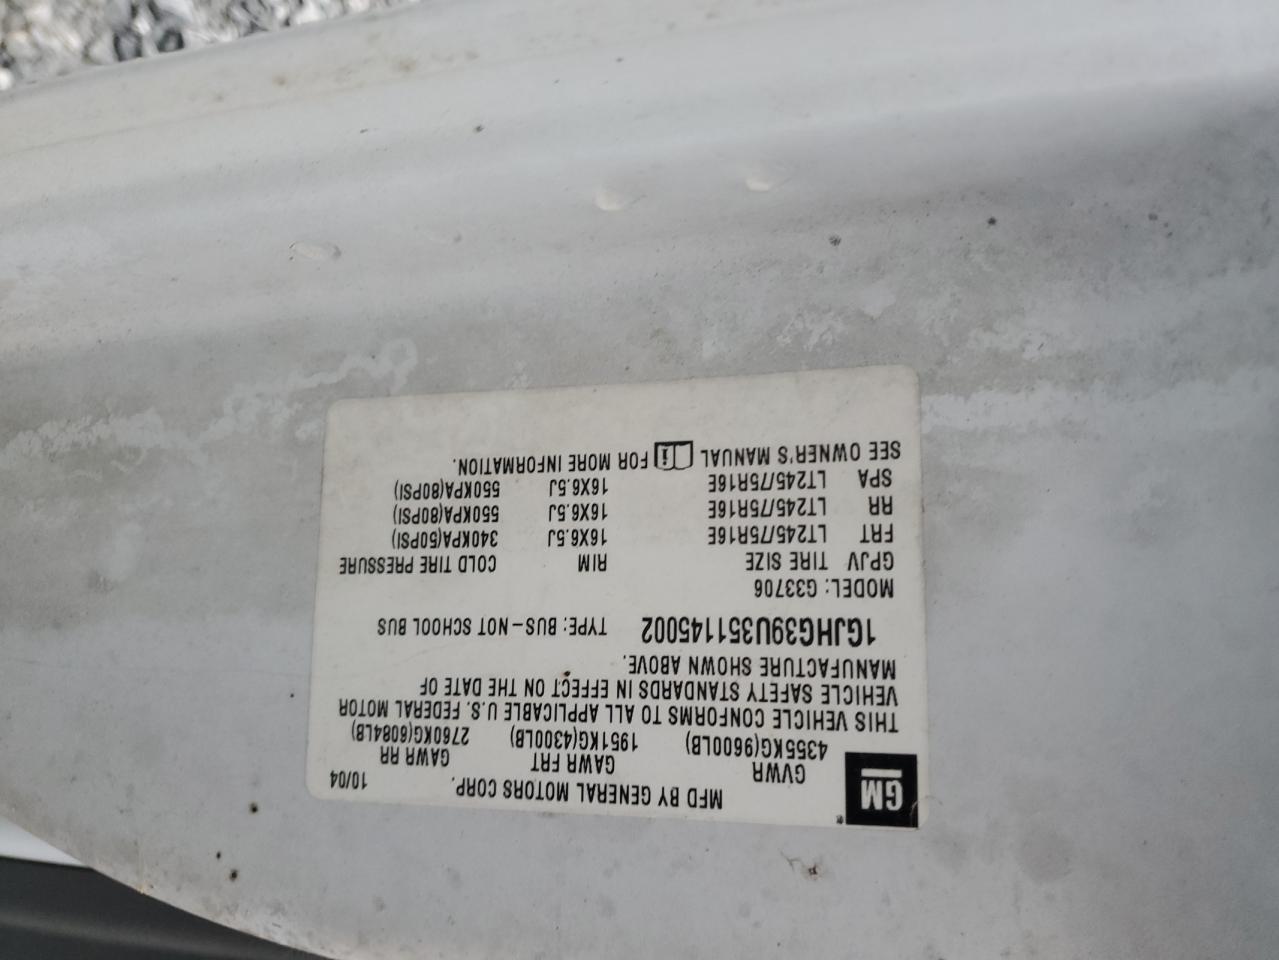 MFD BY GENERAL MOTORS CORP. 10/04
GM
GVWR GAWR FRT GAWR RR
4355KG(9600LB) 1951KG(4300LB) 2760KG(6084LB)
THIS VEHICLE CONFORMS TO ALL APPLICABLE U.S. FEDERAL MOTOR
VEHICLE SAFETY STANDARDS IN EFFECT ON THE DATE OF
MANUFACTURE SHOWN ABOVE.
1GJHG39U351145002 TYPE: BUS-NOT SCHOOL BUS
MODEL: G33706
GPJV TIRE SIZE RIM COLD TIRE PRESSURE
FRT LT245/75R16E 16X6.5J 340KPA(50PSI)
RR LT245/75R16E 16X6.5J 550KPA(80PSI)
SPA LT245/75R16E 16X6.5J 550KPA(80PSI)
SEE OWNER'S MANUAL i FOR MORE INFORMATION.